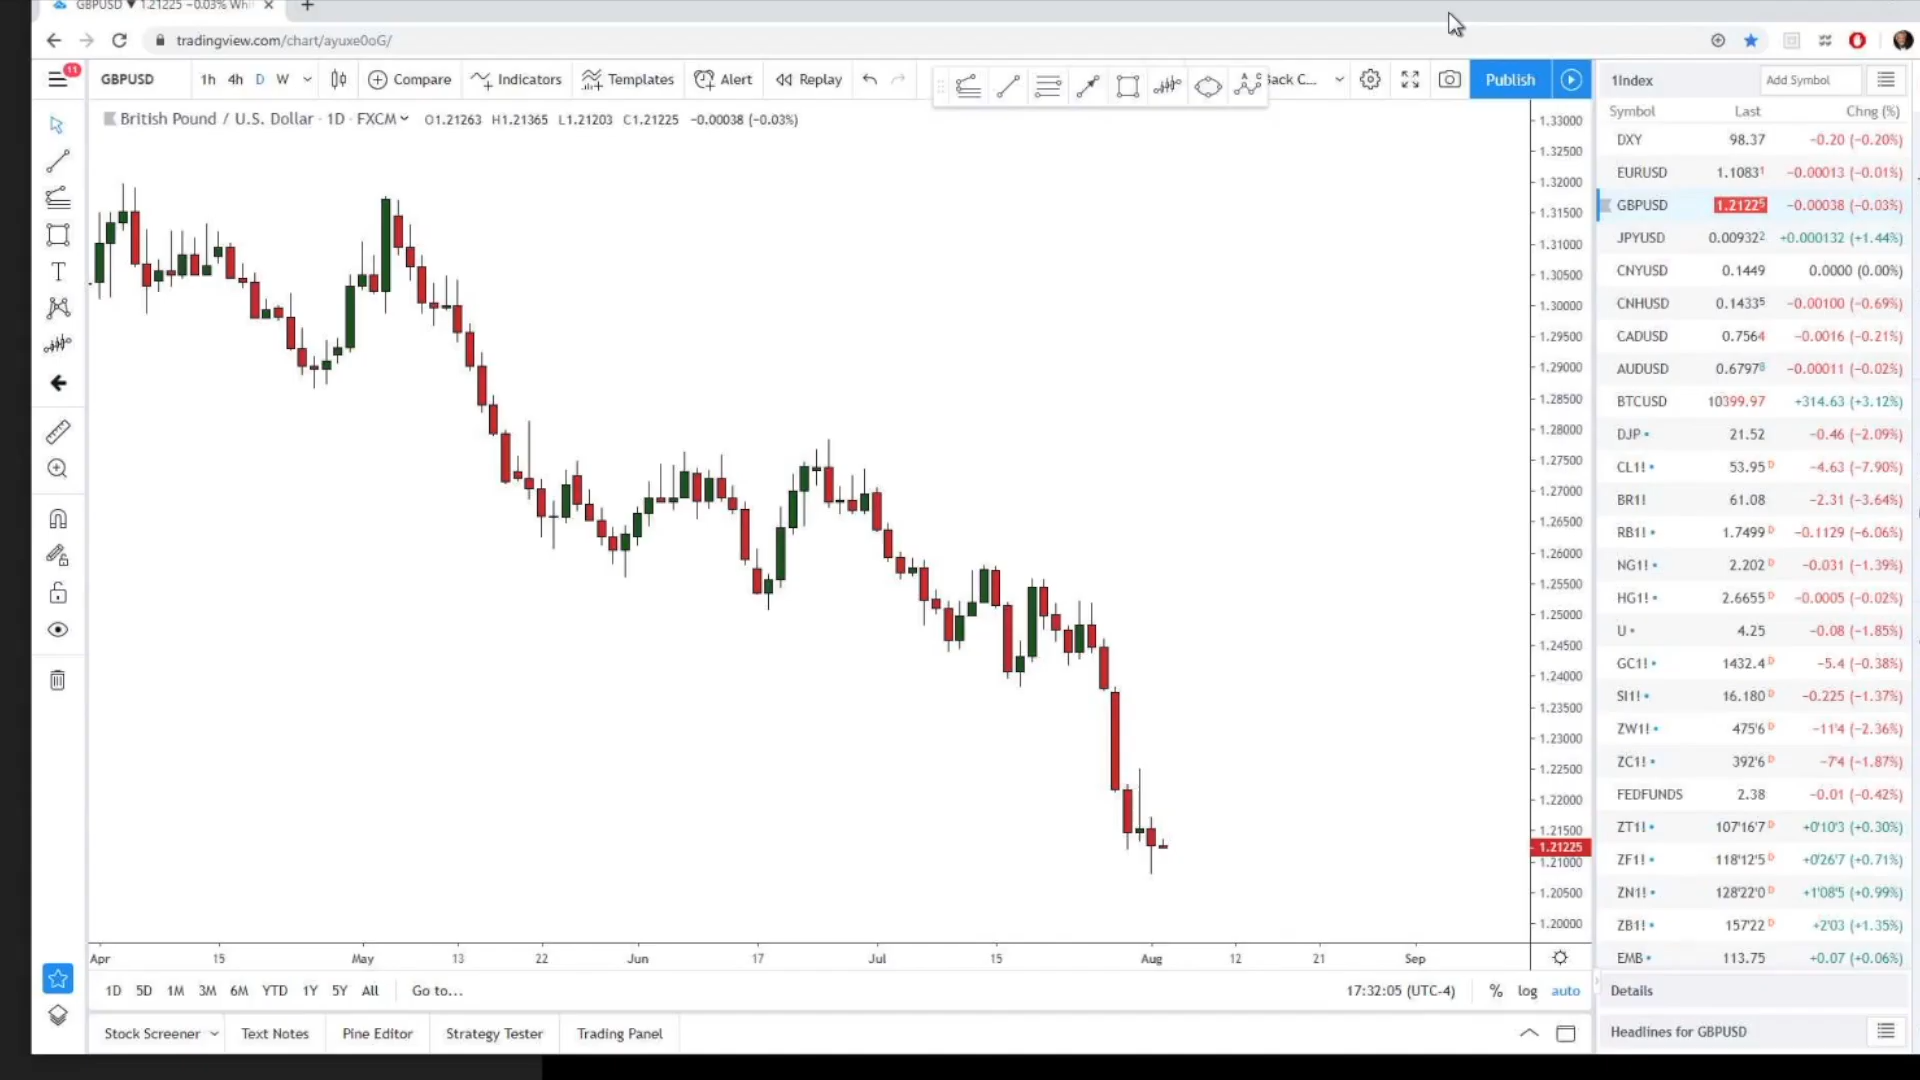 GBPUSD ▼ 1.21225 −0.03% Whi
tradingview.com/chart/ayuxe0oG/
11
GBPUSD 1h 4h D W Compare Indicators Templates Alert Replay Back C... Publish
British Pound / U.S. Dollar · 1D · FXCM O1.21263 H1.21365 L1.21203 C1.21225 −0.00038 (−0.03%)
1.33000
1.32500
1.32000
1.31500
1.31000
1.30500
1.30000
1.29500
1.29000
1.28500
1.28000
1.27500
1.27000
1.26500
1.26000
1.25500
1.25000
1.24500
1.24000
1.23500
1.23000
1.22500
1.22000
1.21500
1.21225
1.21000
1.20500
1.20000
Apr 15 May 13 22 Jun 17 Jul 15 Aug 12 21 Sep
1D 5D 1M 3M 6M YTD 1Y 5Y All Go to... 17:32:05 (UTC-4) % log auto
Stock Screener Text Notes Pine Editor Strategy Tester Trading Panel
1Index Add Symbol
Symbol Last Chng (%)
DXY 98.37 −0.20 (−0.20%)
EURUSD 1.10831 −0.00013 (−0.01%)
GBPUSD 1.21225 −0.00038 (−0.03%)
JPYUSD 0.009322 +0.000132 (+1.44%)
CNYUSD 0.1449 0.0000 (0.00%)
CNHUSD 0.14335 −0.00100 (−0.69%)
CADUSD 0.7564 −0.0016 (−0.21%)
AUDUSD 0.67978 −0.00011 (−0.02%)
BTCUSD 10399.97 +314.63 (+3.12%)
DJP 21.52 −0.46 (−2.09%)
CL1! 53.95 D −4.63 (−7.90%)
BR1! 61.08 −2.31 (−3.64%)
RB1! 1.7499 D −0.1129 (−6.06%)
NG1! 2.202 D −0.031 (−1.39%)
HG1! 2.6655 D −0.0005 (−0.02%)
U 4.25 −0.08 (−1.85%)
GC1! 1432.4 D −5.4 (−0.38%)
SI1! 16.180 D −0.225 (−1.37%)
ZW1! 475'6 D −11'4 (−2.36%)
ZC1! 392'6 D −7'4 (−1.87%)
FEDFUNDS 2.38 −0.01 (−0.42%)
ZT1! 107'16'7 D +0'10'3 (+0.30%)
ZF1! 118'12'5 D +0'26'7 (+0.71%)
ZN1! 128'22'0 D +1'08'5 (+0.99%)
ZB1! 157'22 D +2'03 (+1.35%)
EMB 113.75 +0.07 (+0.06%)
Details
Headlines for GBPUSD